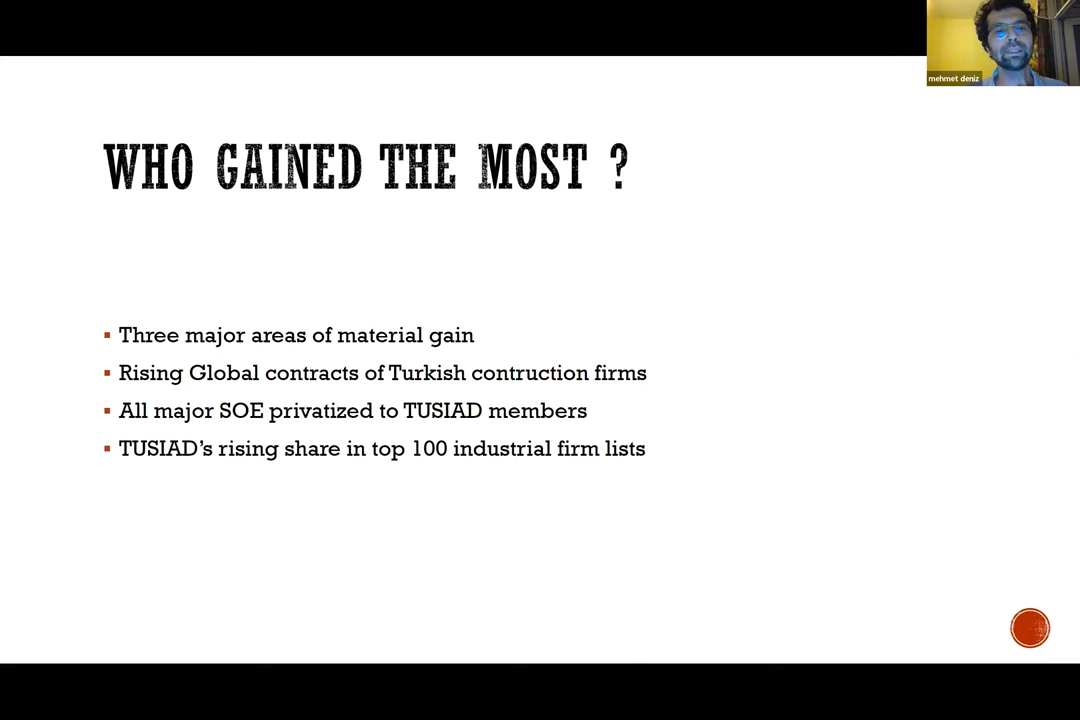 mehmet deniz
WHO GAINED THE MOST ?
Three major areas of material gain
Rising Global contracts of Turkish contruction firms
All major SOE privatized to TUSIAD members
TUSIAD's rising share in top 100 industrial firm lists